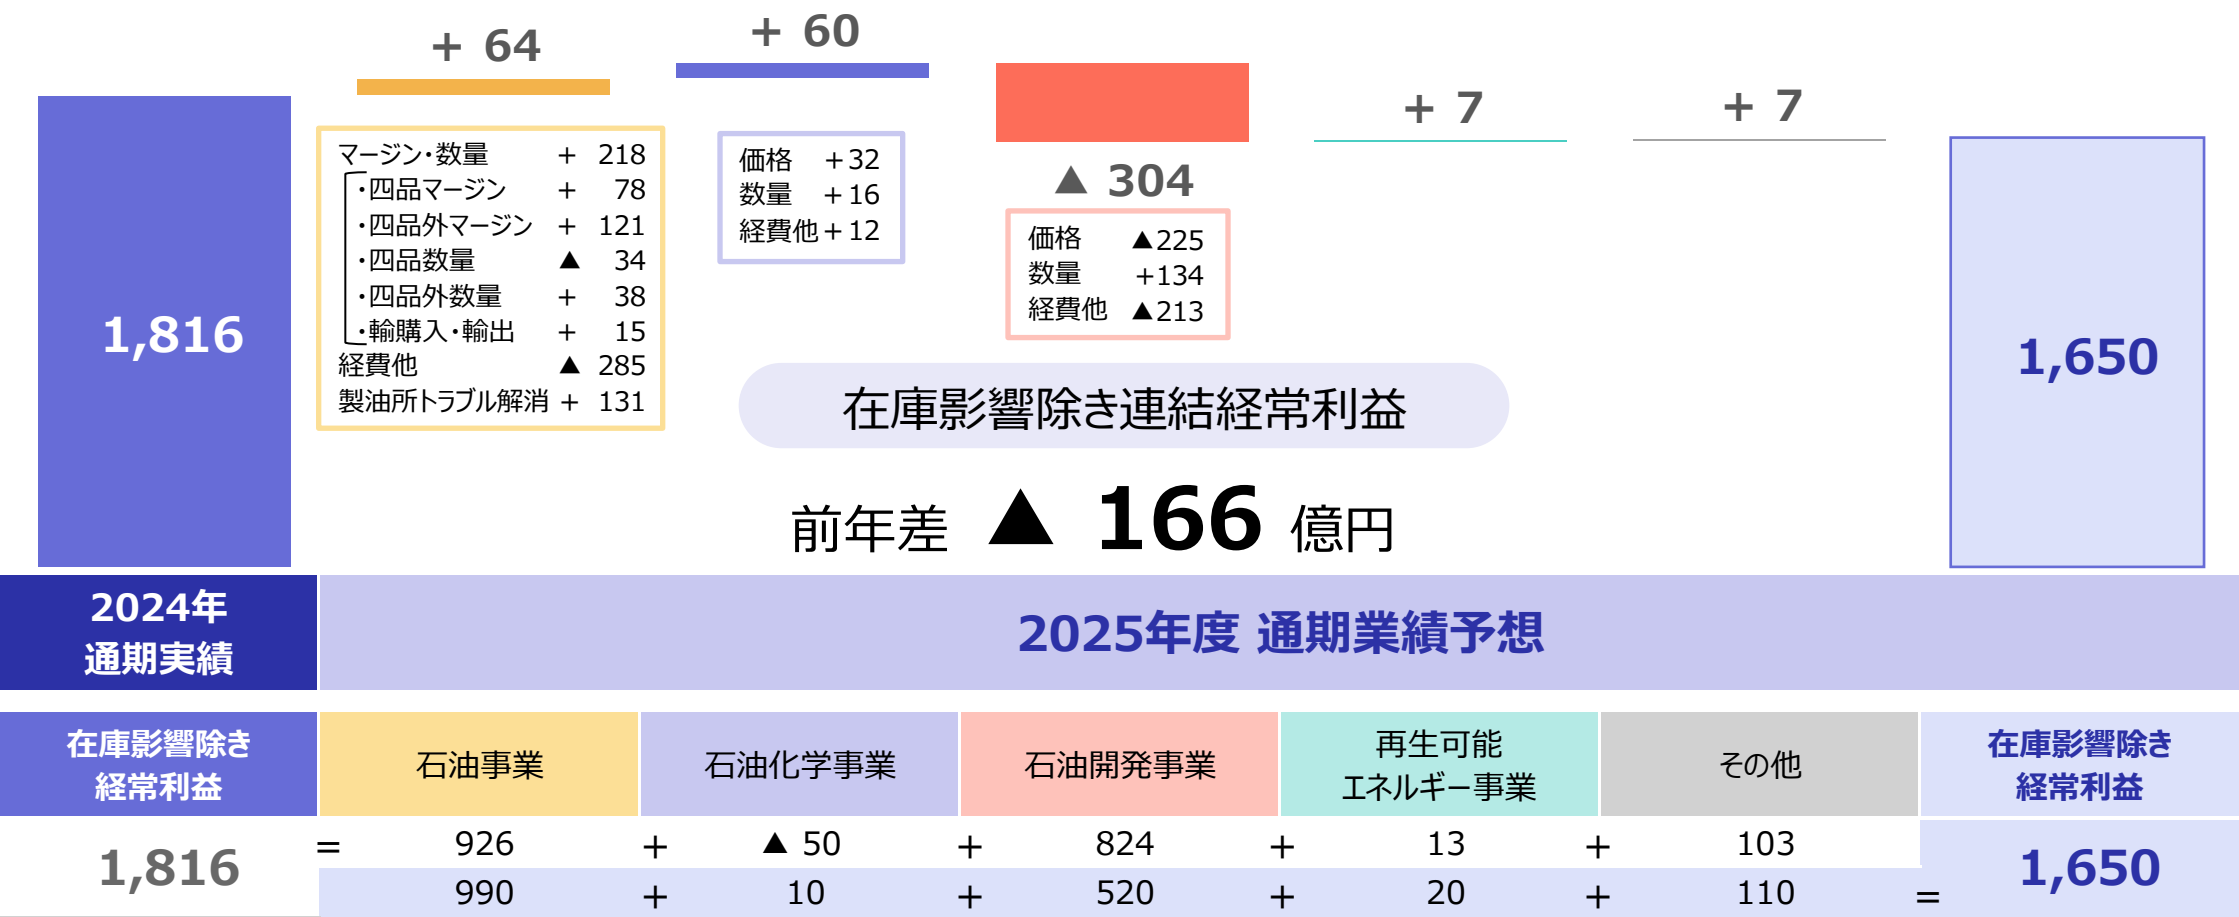 + 64
+ 60
+ 7
+ 7
▲ 304
1,816
マージン・数量 + 218
・四品マージン + 78
・四品外マージン + 121
・四品数量 ▲ 34
・四品外数量 + 38
・輸購入・輸出 + 15
経費他 ▲ 285
製油所トラブル解消 + 131
価格 +32
数量 +16
経費他+12
価格 ▲225
数量 +134
経費他 ▲213
1,650
在庫影響除き連結経常利益
前年差 ▲ 166 億円
2024年
通期実績
2025年度 通期業績予想
在庫影響除き
経常利益
石油事業
石油化学事業
石油開発事業
再生可能
エネルギー事業
その他
在庫影響除き
経常利益
1,816
= 926 + ▲ 50 + 824 + 13 + 103
990 + 10 + 520 + 20 + 110 =
1,650